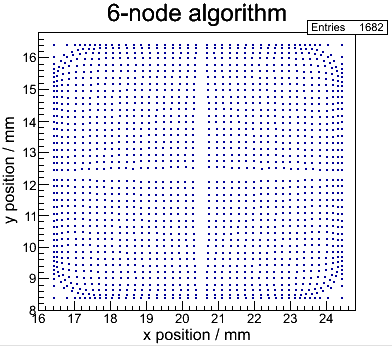 6-node algorithm
Entries 1682
y position / mm
16
15
14
13
12
11
10
9
8
16 17 18 19 20 21 22 23 24
x position / mm